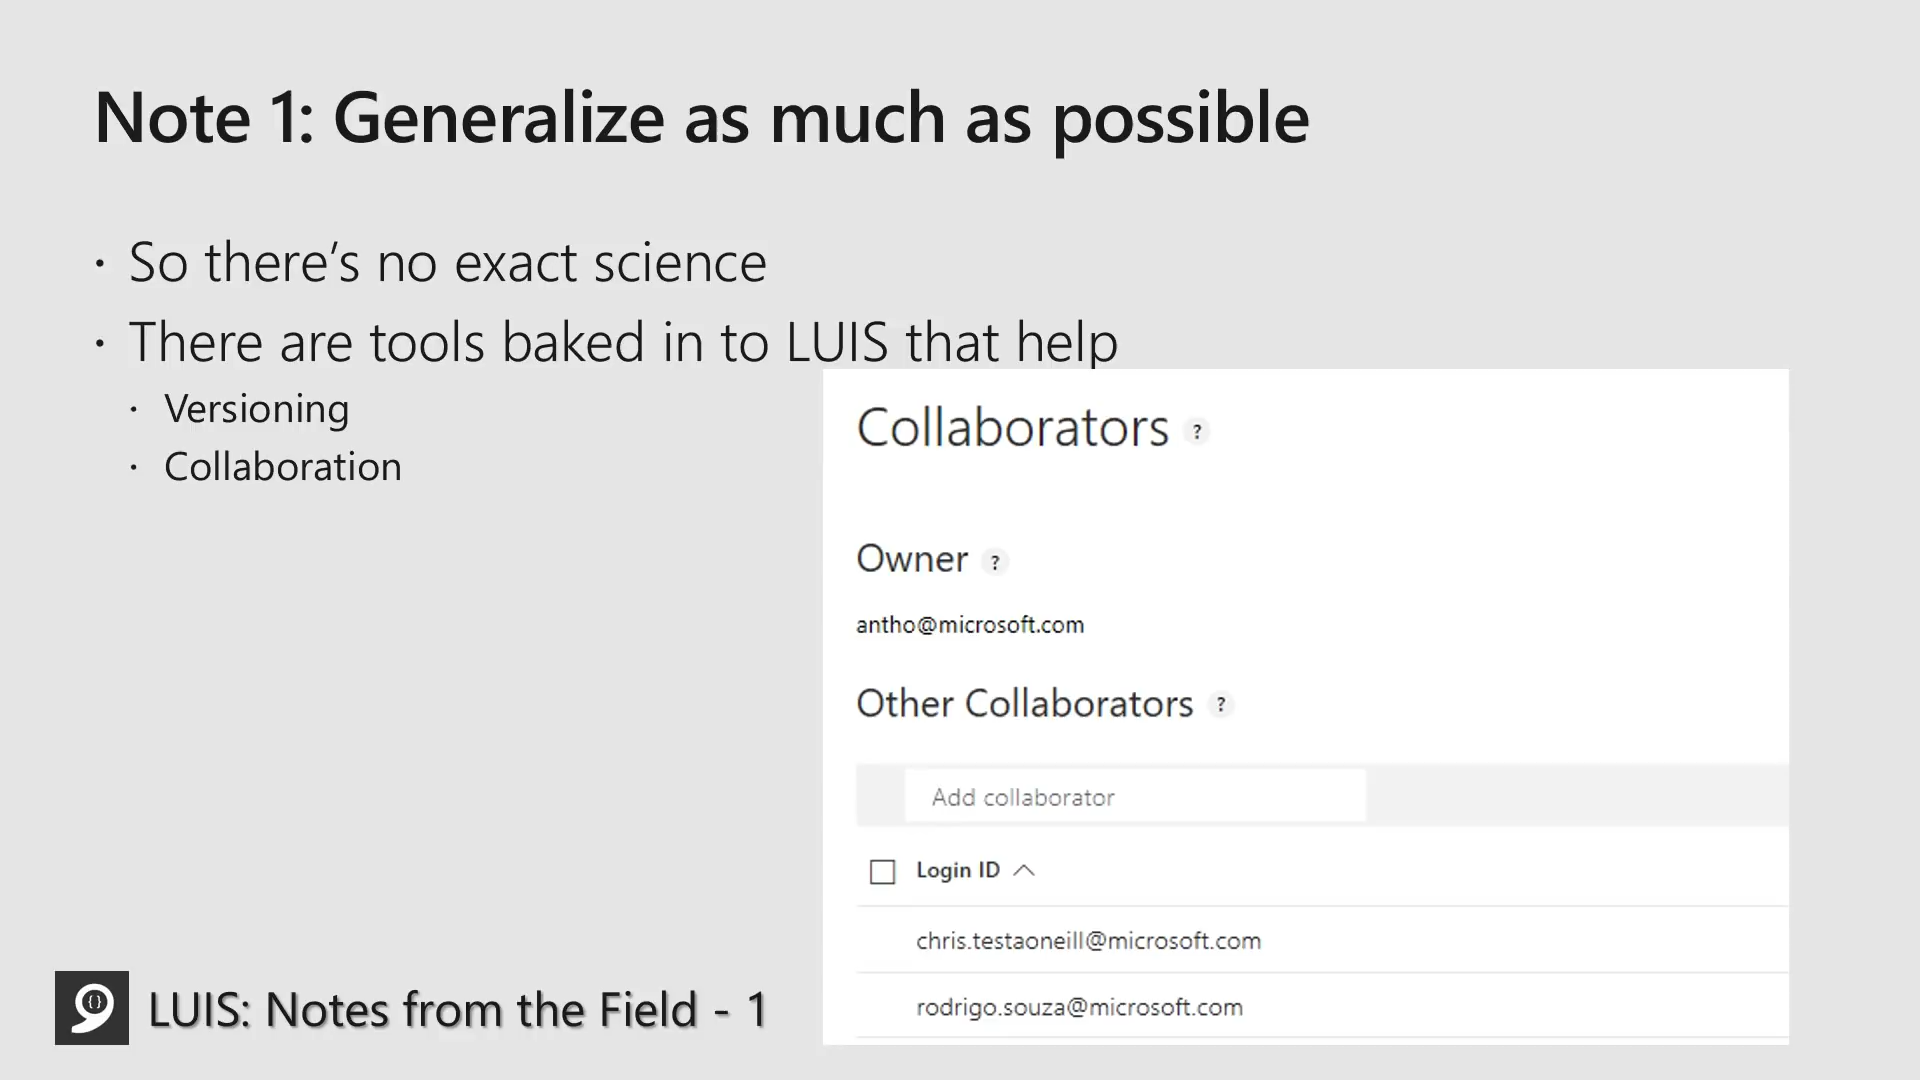 Note 1: Generalize as much as possible
· So there’s no exact science
· There are tools baked in to LUIS that help
· Versioning
· Collaboration
Collaborators ?
Owner ?
antho@microsoft.com
Other Collaborators ?
Add collaborator
Login ID
chris.testaoneill@microsoft.com
rodrigo.souza@microsoft.com
{} LUIS: Notes from the Field - 1